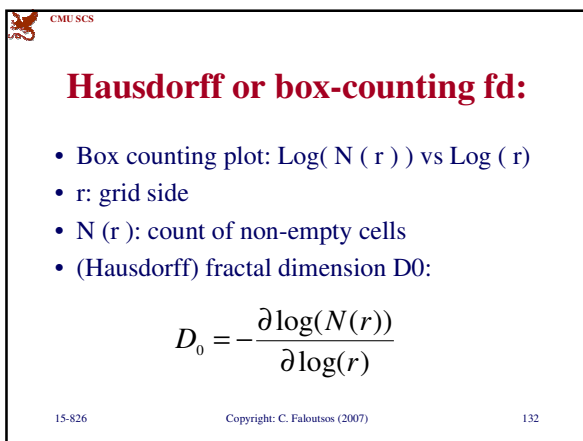 CMU SCS
Hausdorff or box-counting fd:
• Box counting plot: Log( N ( r ) ) vs Log ( r)
• r: grid side
• N (r ): count of non-empty cells
• (Hausdorff) fractal dimension D0:
D₀ = − ∂log(N(r)) / ∂log(r)
15-826 Copyright: C. Faloutsos (2007) 132